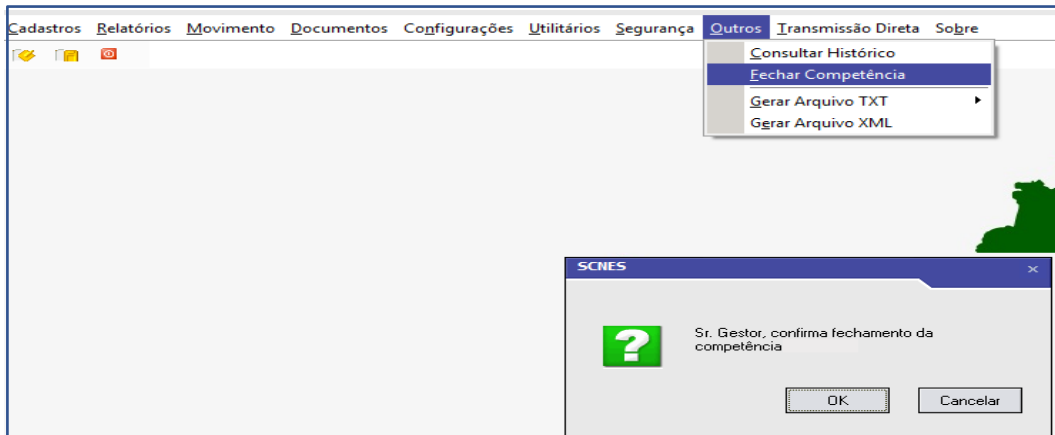 Cadastros Relatórios Movimento Documentos Configurações Utilitários Segurança Outros Transmissão Direta Sobre
Consultar Histórico
Fechar Competência
Gerar Arquivo TXT
Gerar Arquivo XML
SCNES
Sr. Gestor, confirma fechamento da
competência
OK Cancelar